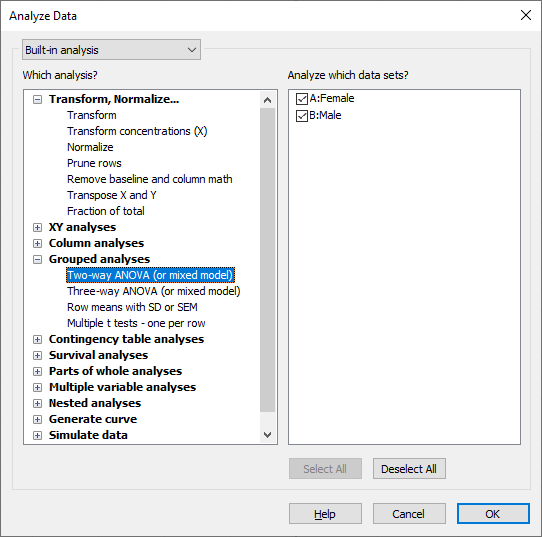 Analyze Data
Built-in analysis
Which analysis?
Transform, Normalize...
Transform
Transform concentrations (X)
Normalize
Prune rows
Remove baseline and column math
Transpose X and Y
Fraction of total
XY analyses
Column analyses
Grouped analyses
Two-way ANOVA (or mixed model)
Three-way ANOVA (or mixed model)
Row means with SD or SEM
Multiple t tests - one per row
Contingency table analyses
Survival analyses
Parts of whole analyses
Multiple variable analyses
Nested analyses
Generate curve
Simulate data
Analyze which data sets?
A:Female
B:Male
Select All
Deselect All
Help
Cancel
OK